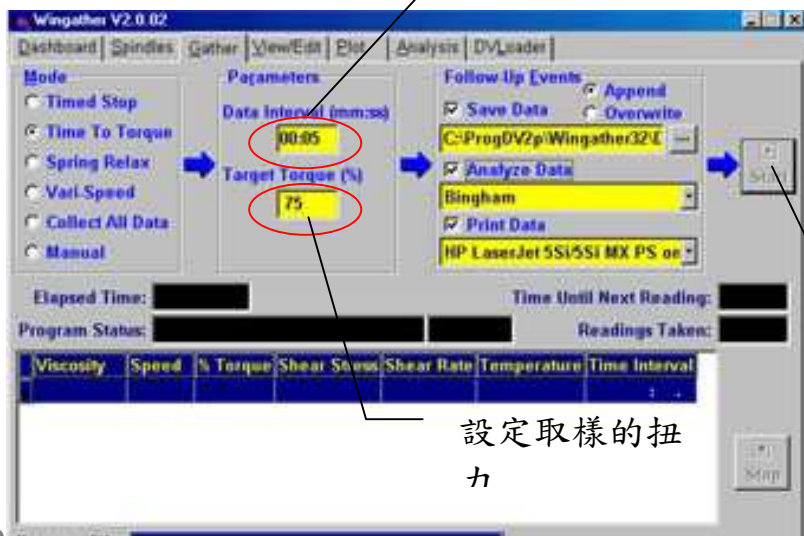 Wingather V2.0.02
Dashboard Spindles Gather View/Edit Plot Analysis DVLoader
Mode
Timed Stop
Time To Torque
Spring Relax
Vari-Speed
Collect All Data
Manual
Parameters
Data Interval (mm:ss)
00:05
Target Torque (%)
75
Follow-Up Events
Append
Save Data
Overwrite
C:\ProgDV2p\Wingather32\
Analyze Data
Bingham
Print Data
HP LaserJet 5Si/5Si MX PS
Start
Elapsed Time:
Time Until Next Reading:
Program Status:
Readings Taken:
Viscosity Speed % Torque Shear Stress Shear Rate Temperature Time Interval
: .
設定取樣的扭
力
Stop